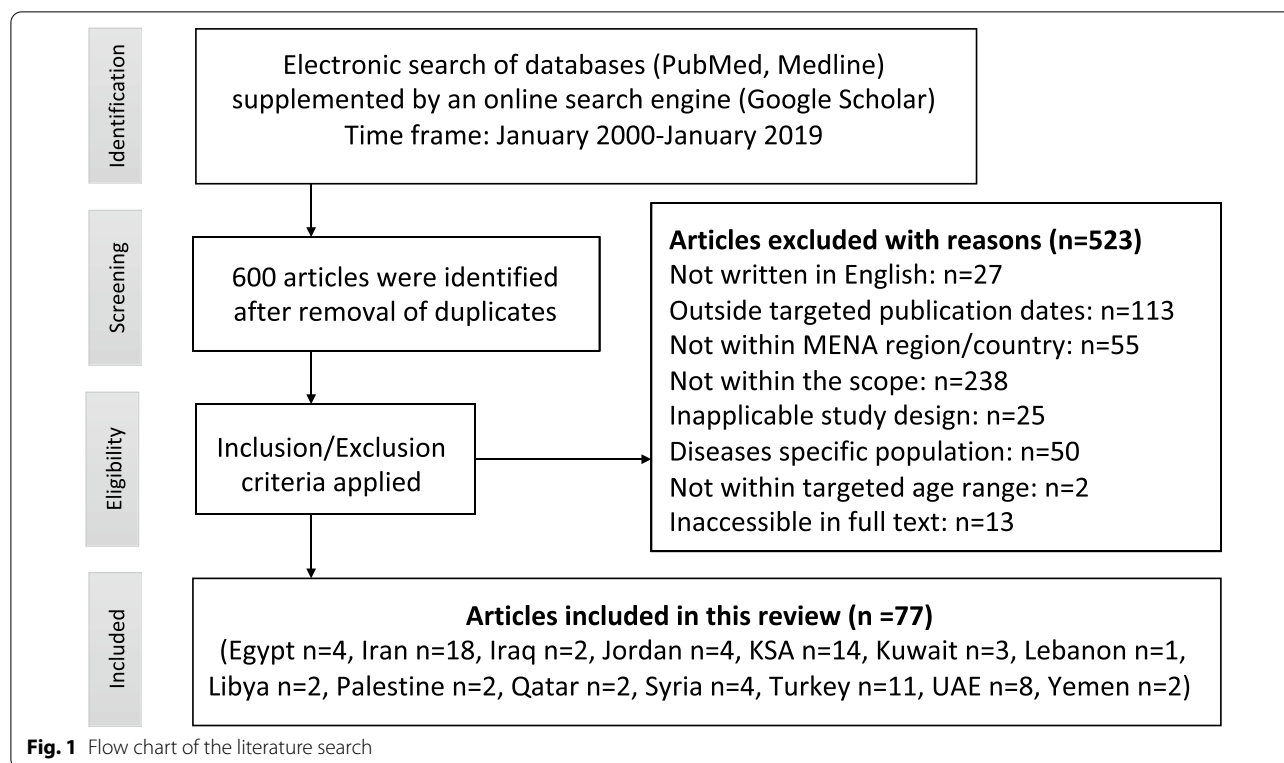 Identification
Electronic search of databases (PubMed, Medline)
supplemented by an online search engine (Google Scholar)
Time frame: January 2000-January 2019
Screening
600 articles were identified
after removal of duplicates
Articles excluded with reasons (n=523)
Not written in English: n=27
Outside targeted publication dates: n=113
Not within MENA region/country: n=55
Not within the scope: n=238
Inapplicable study design: n=25
Diseases specific population: n=50
Not within targeted age range: n=2
Inaccessible in full text: n=13
Eligibility
Inclusion/Exclusion
criteria applied
Included
Articles included in this review (n =77)
(Egypt n=4, Iran n=18, Iraq n=2, Jordan n=4, KSA n=14, Kuwait n=3, Lebanon n=1,
Libya n=2, Palestine n=2, Qatar n=2, Syria n=4, Turkey n=11, UAE n=8, Yemen n=2)
Fig. 1 Flow chart of the literature search